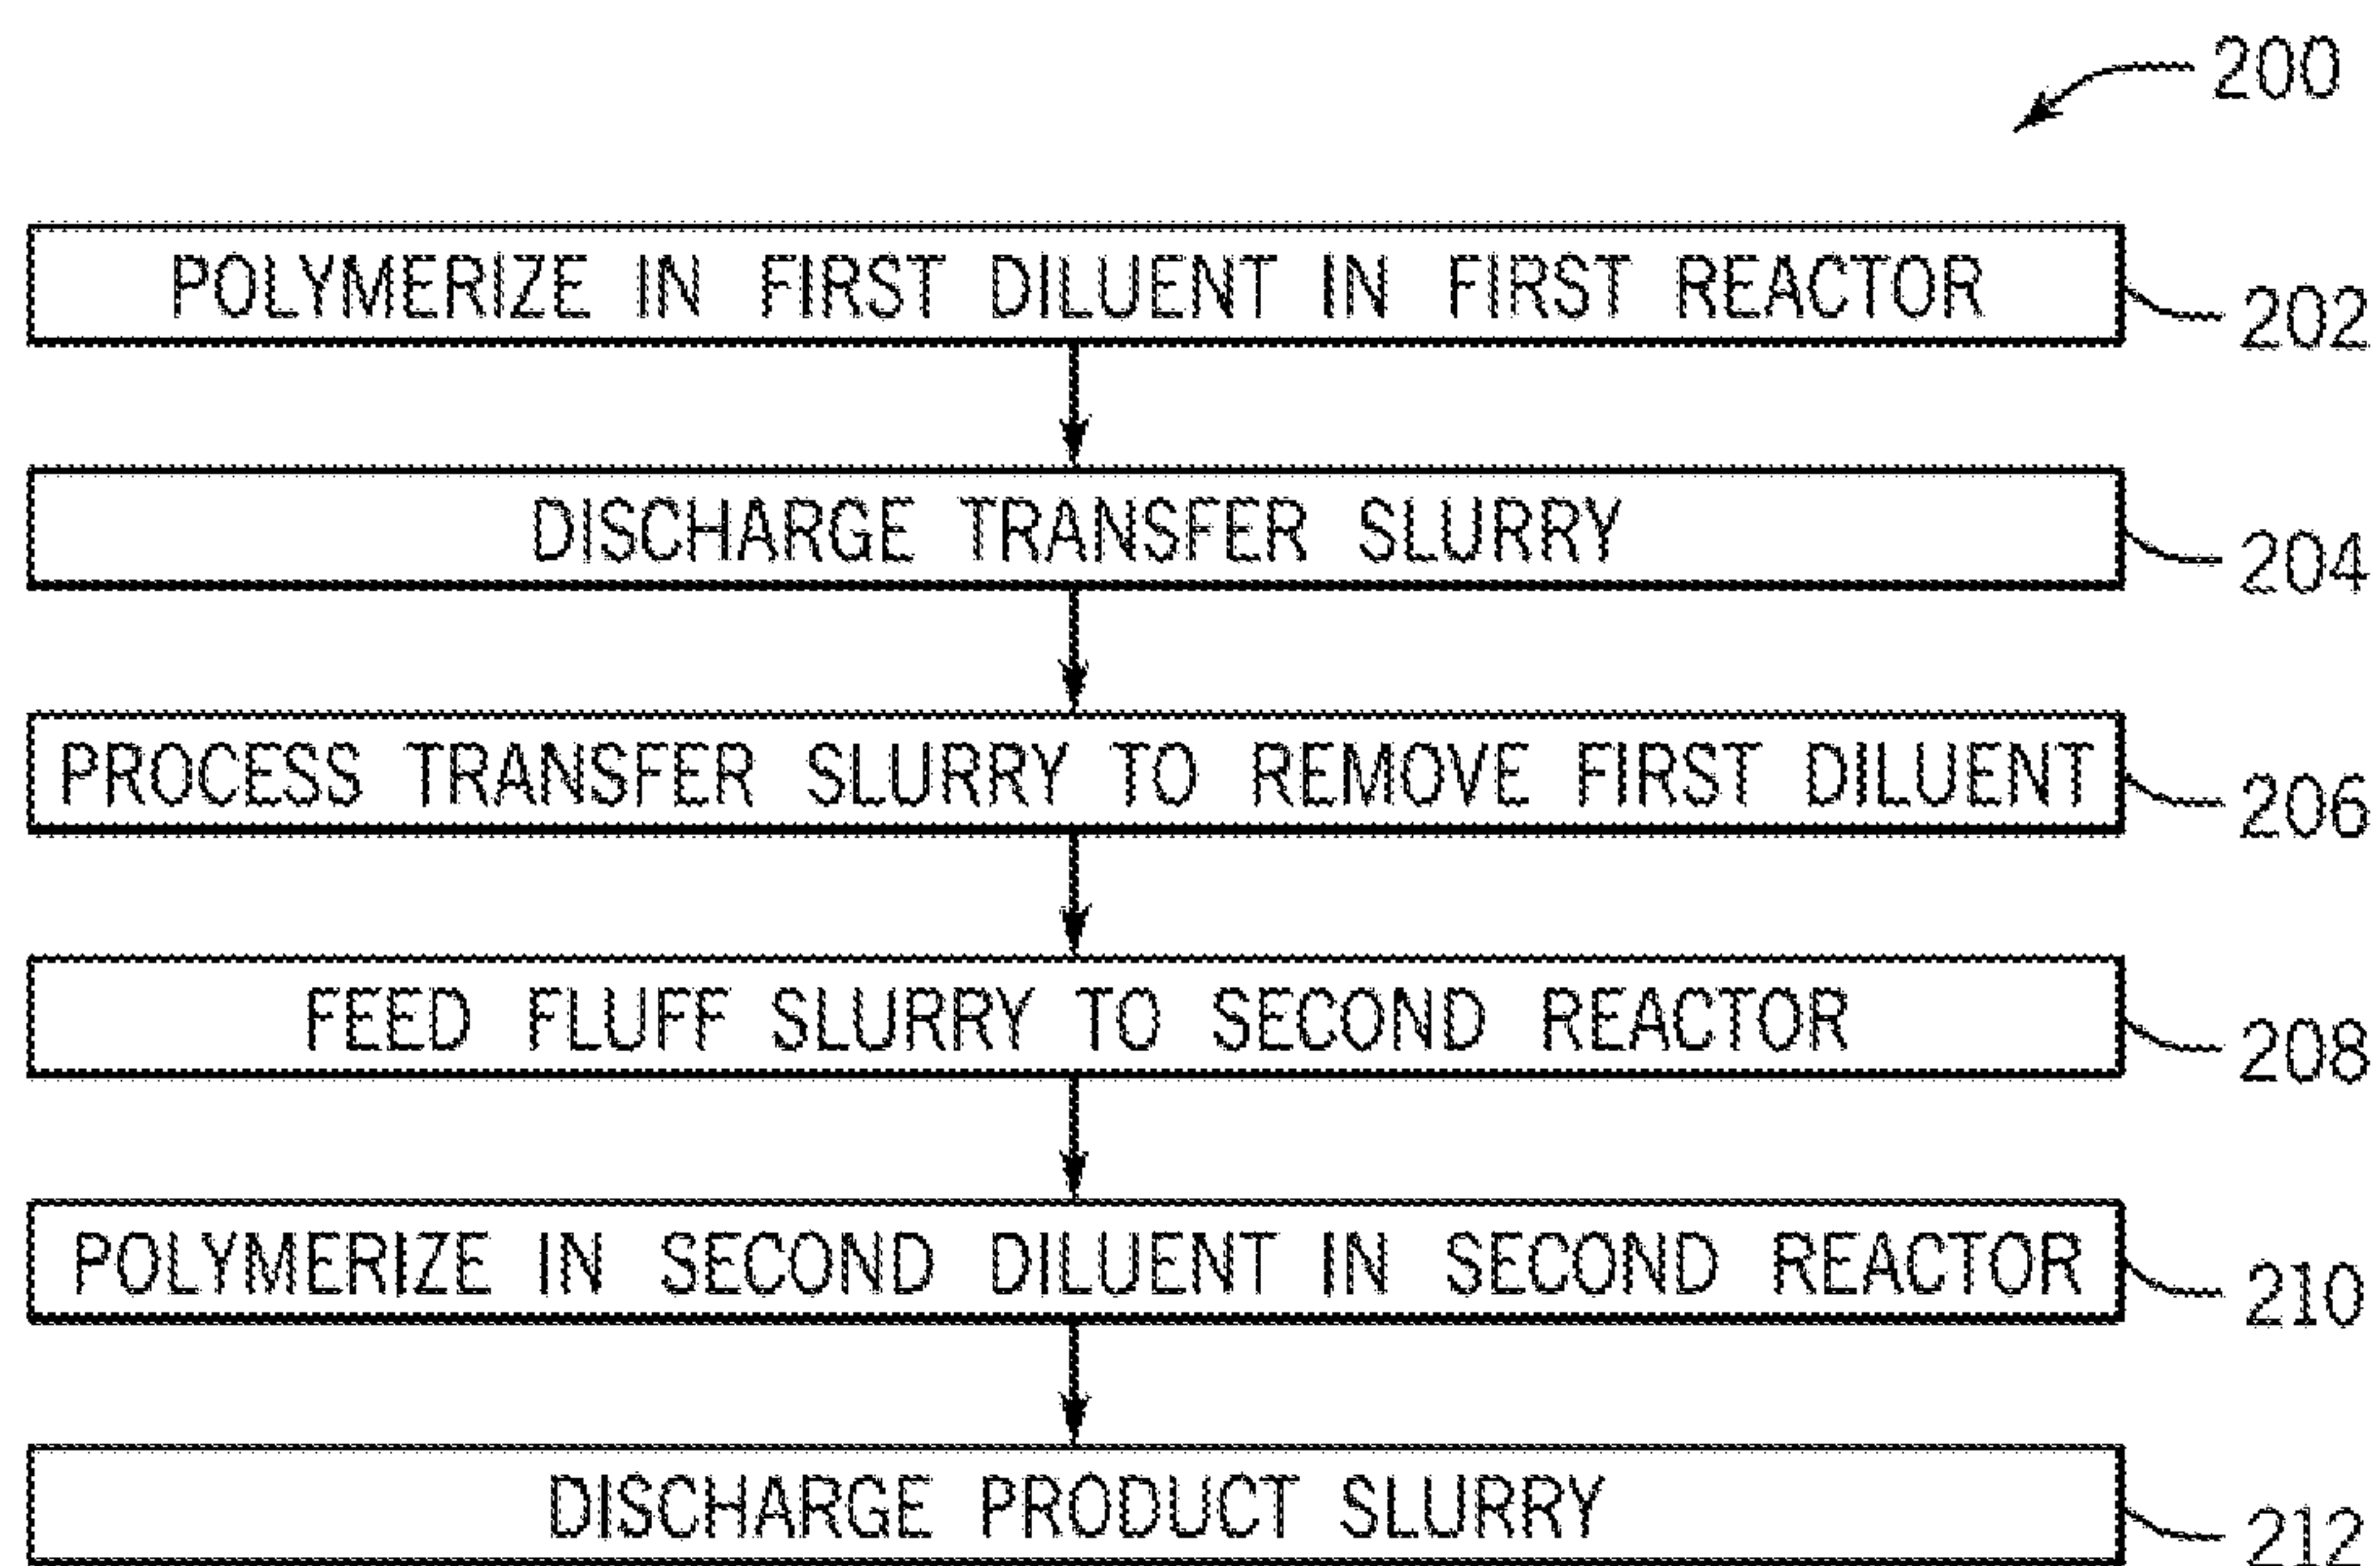 200
POLYMERIZE IN FIRST DILUENT IN FIRST REACTOR
202
DISCHARGE TRANSFER SLURRY
204
PROCESS TRANSFER SLURRY TO REMOVE FIRST DILUENT
206
FEED FLUFF SLURRY TO SECOND REACTOR
208
POLYMERIZE IN SECOND DILUENT IN SECOND REACTOR
210
DISCHARGE PRODUCT SLURRY
212